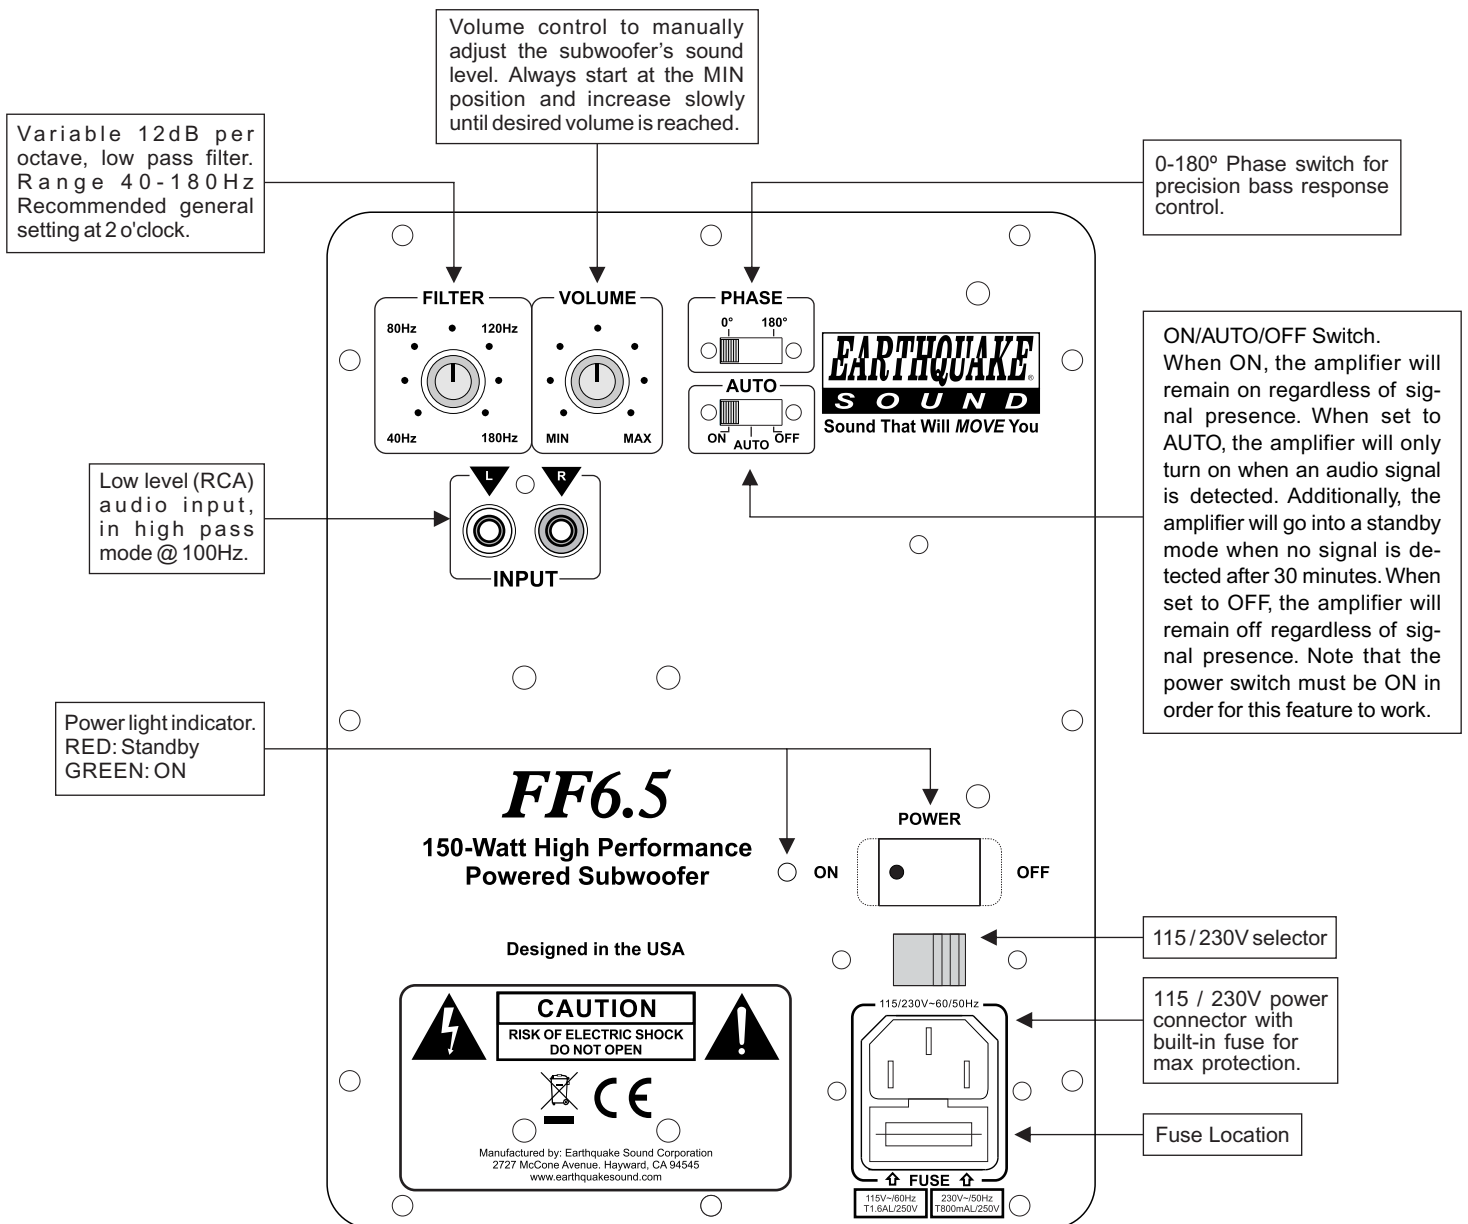 Volume control to manually
adjust the subwoofer's sound
level. Always start at the MIN
position and increase slowly
until desired volume is reached.
Variable 12dB per
octave, low pass filter.
Range 40-180Hz
Recommended general
setting at 2 o'clock.
0-180º Phase switch for
precision bass response
control.
FILTER
80Hz
120Hz
40Hz
180Hz
VOLUME
MIN
MAX
PHASE
0°
180°
AUTO
ON
AUTO
OFF
EARTHQUAKE®
SOUND
Sound That Will MOVE You
ON/AUTO/OFF Switch.
When ON, the amplifier will
remain on regardless of sig-
nal presence. When set to
AUTO, the amplifier will only
turn on when an audio signal
is detected. Additionally, the
amplifier will go into a standby
mode when no signal is de-
tected after 30 minutes. When
set to OFF, the amplifier will
remain off regardless of sig-
nal presence. Note that the
power switch must be ON in
order for this feature to work.
Low level (RCA)
audio input,
in high pass
mode @ 100Hz.
L
R
INPUT
Power light indicator.
RED: Standby
GREEN: ON
FF6.5
150-Watt High Performance
Powered Subwoofer
POWER
ON
OFF
Designed in the USA
115 / 230V selector
CAUTION
RISK OF ELECTRIC SHOCK
DO NOT OPEN
CE
Manufactured by: Earthquake Sound Corporation
2727 McCone Avenue. Hayward, CA 94545
www.earthquakesound.com
115/230V~60/50Hz
115 / 230V power
connector with
built-in fuse for
max protection.
Fuse Location
FUSE
115V~/60Hz
T1.6AL/250V
230V~/50Hz
T800mAL/250V